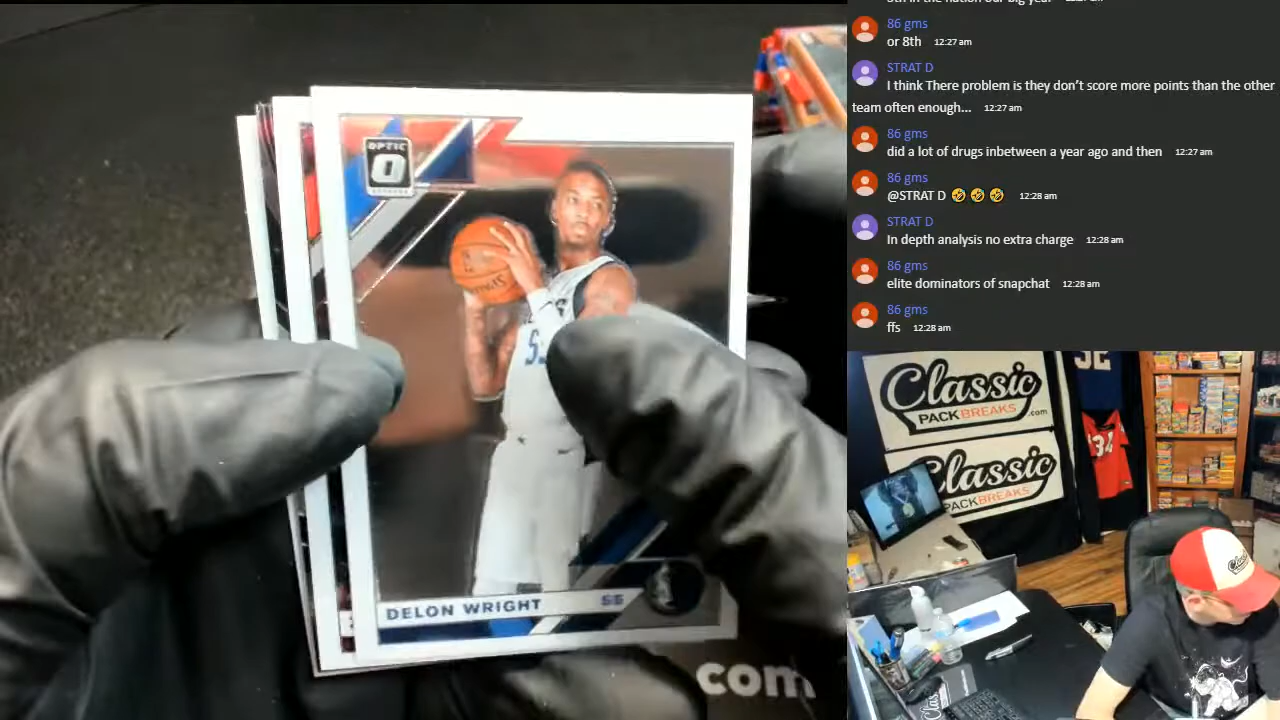 OPTIC
DELON WRIGHT
SG
com
86 gms
or 8th 12:27 am
STRAT D
I think There problem is they don't score more points than the other
team often enough... 12:27 am
86 gms
did a lot of drugs inbetween a year ago and then 12:27 am
86 gms
@STRAT D 🤣 🤣 🤣 12:28 am
STRAT D
In depth analysis no extra charge 12:28 am
86 gms
elite dominators of snapchat 12:28 am
86 gms
ffs 12:28 am
Classic
PACKBREAKS.com
Classic
PACKBREAKS
34
Classic